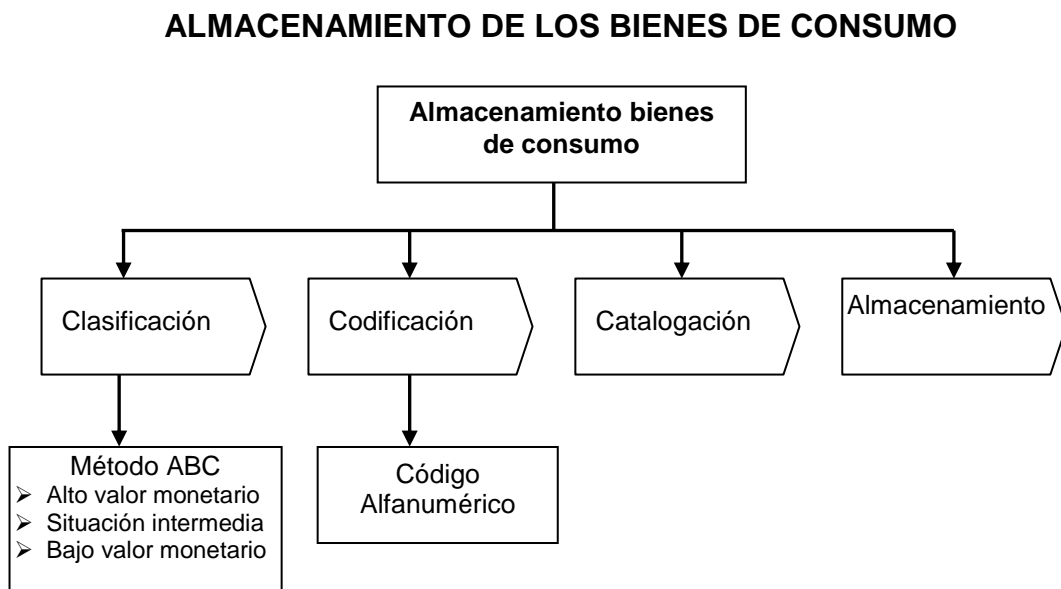 ALMACENAMIENTO DE LOS BIENES DE CONSUMO
Almacenamiento bienes
de consumo
Clasificación
Codificación
Catalogación
Almacenamiento
Método ABC
➢ Alto valor monetario
➢ Situación intermedia
➢ Bajo valor monetario
Código
Alfanumérico